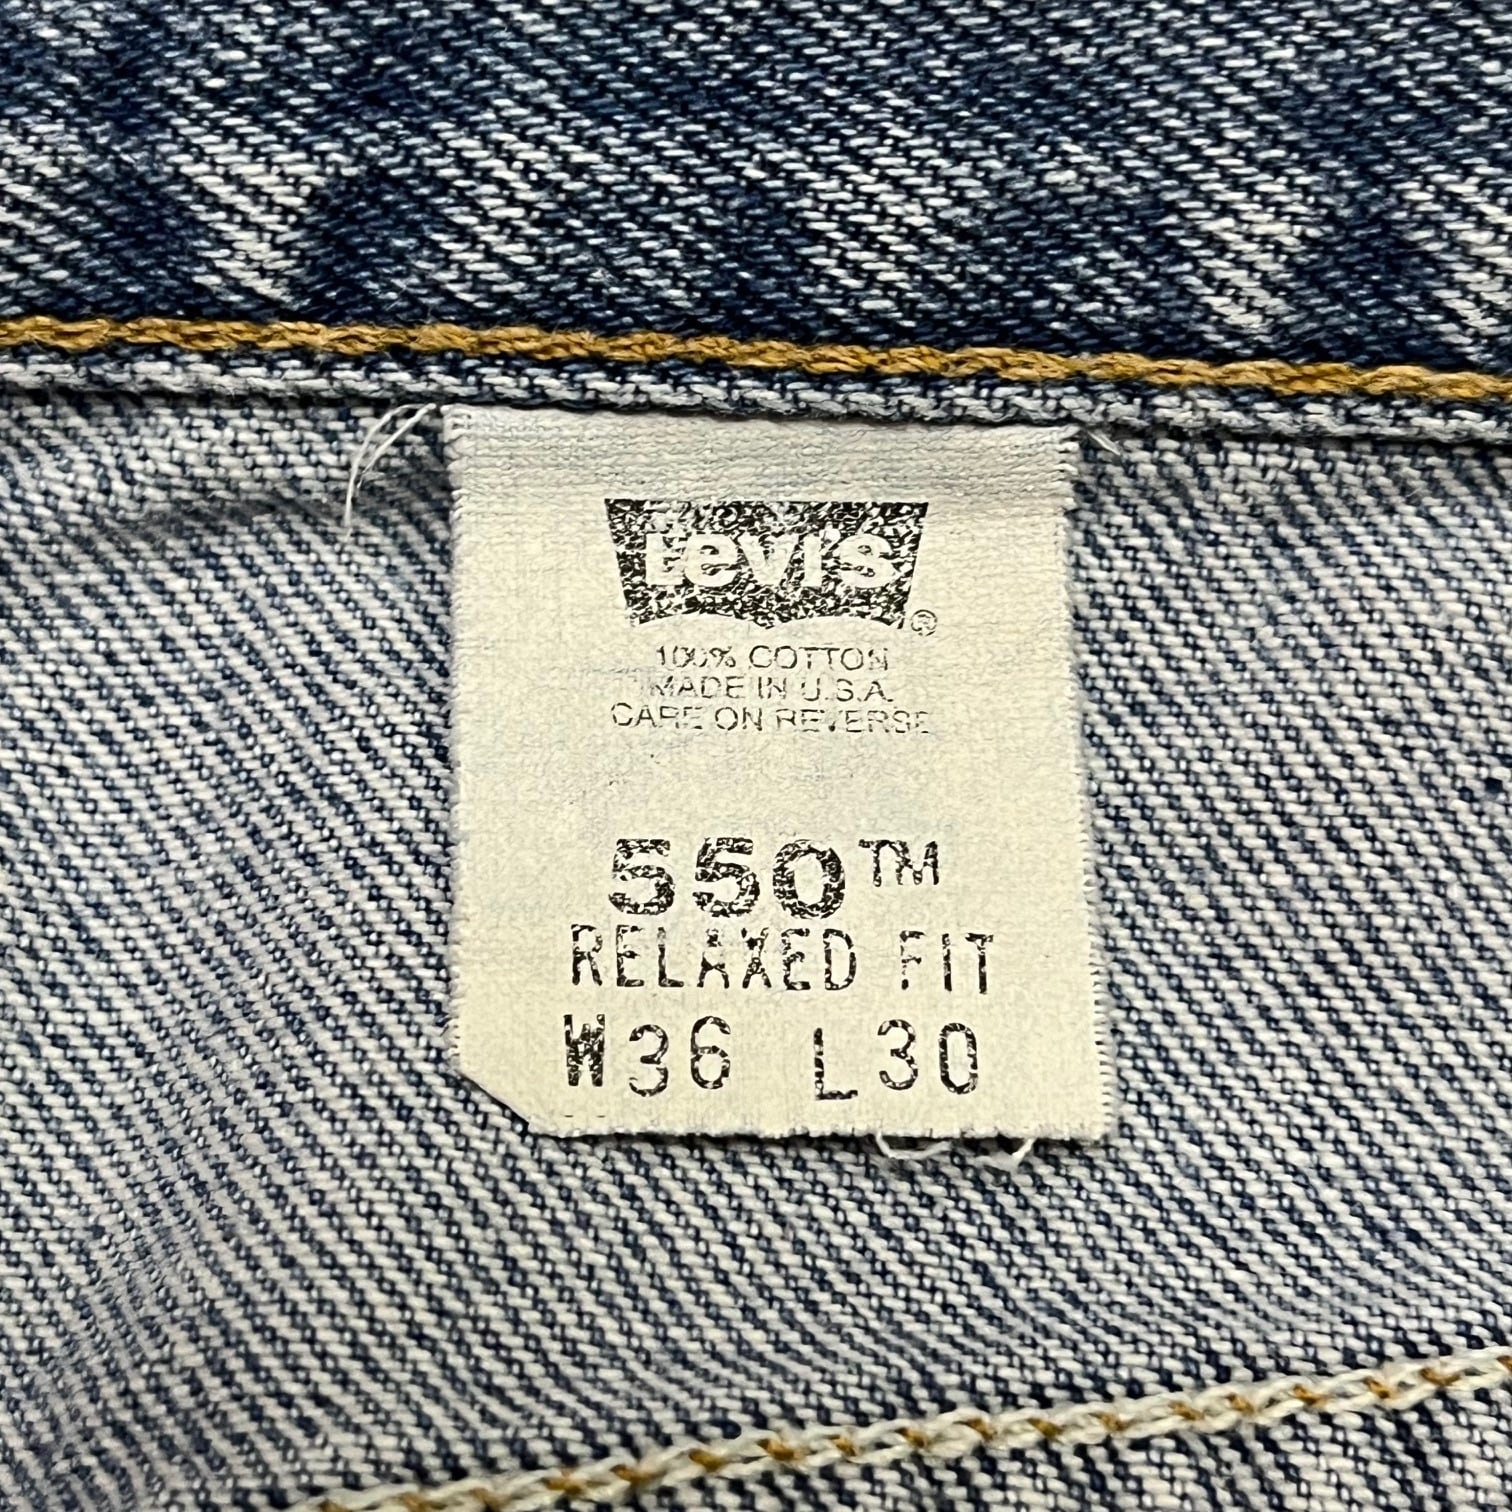 Levi's®
100% COTTON
MADE IN U.S.A.
CARE ON REVERSE
550™
RELAXED FIT
W36 L30